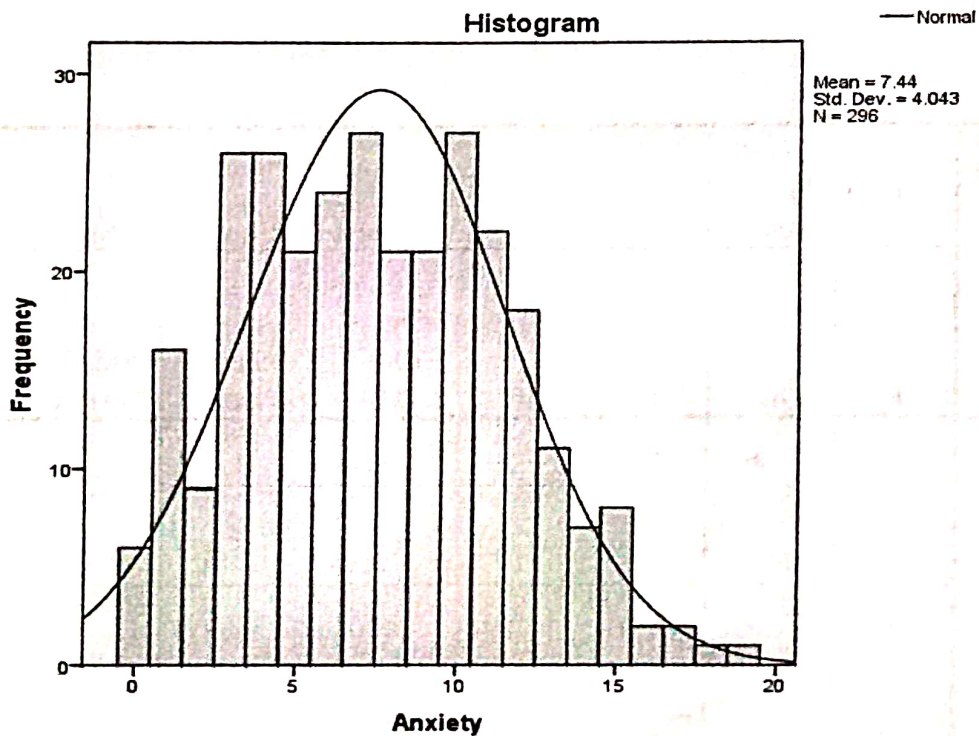 Histogram
Normal
Mean = 7.44
Std. Dev. = 4.043
N = 296
30
20
10
0
Frequency
0 5 10 15 20
Anxiety